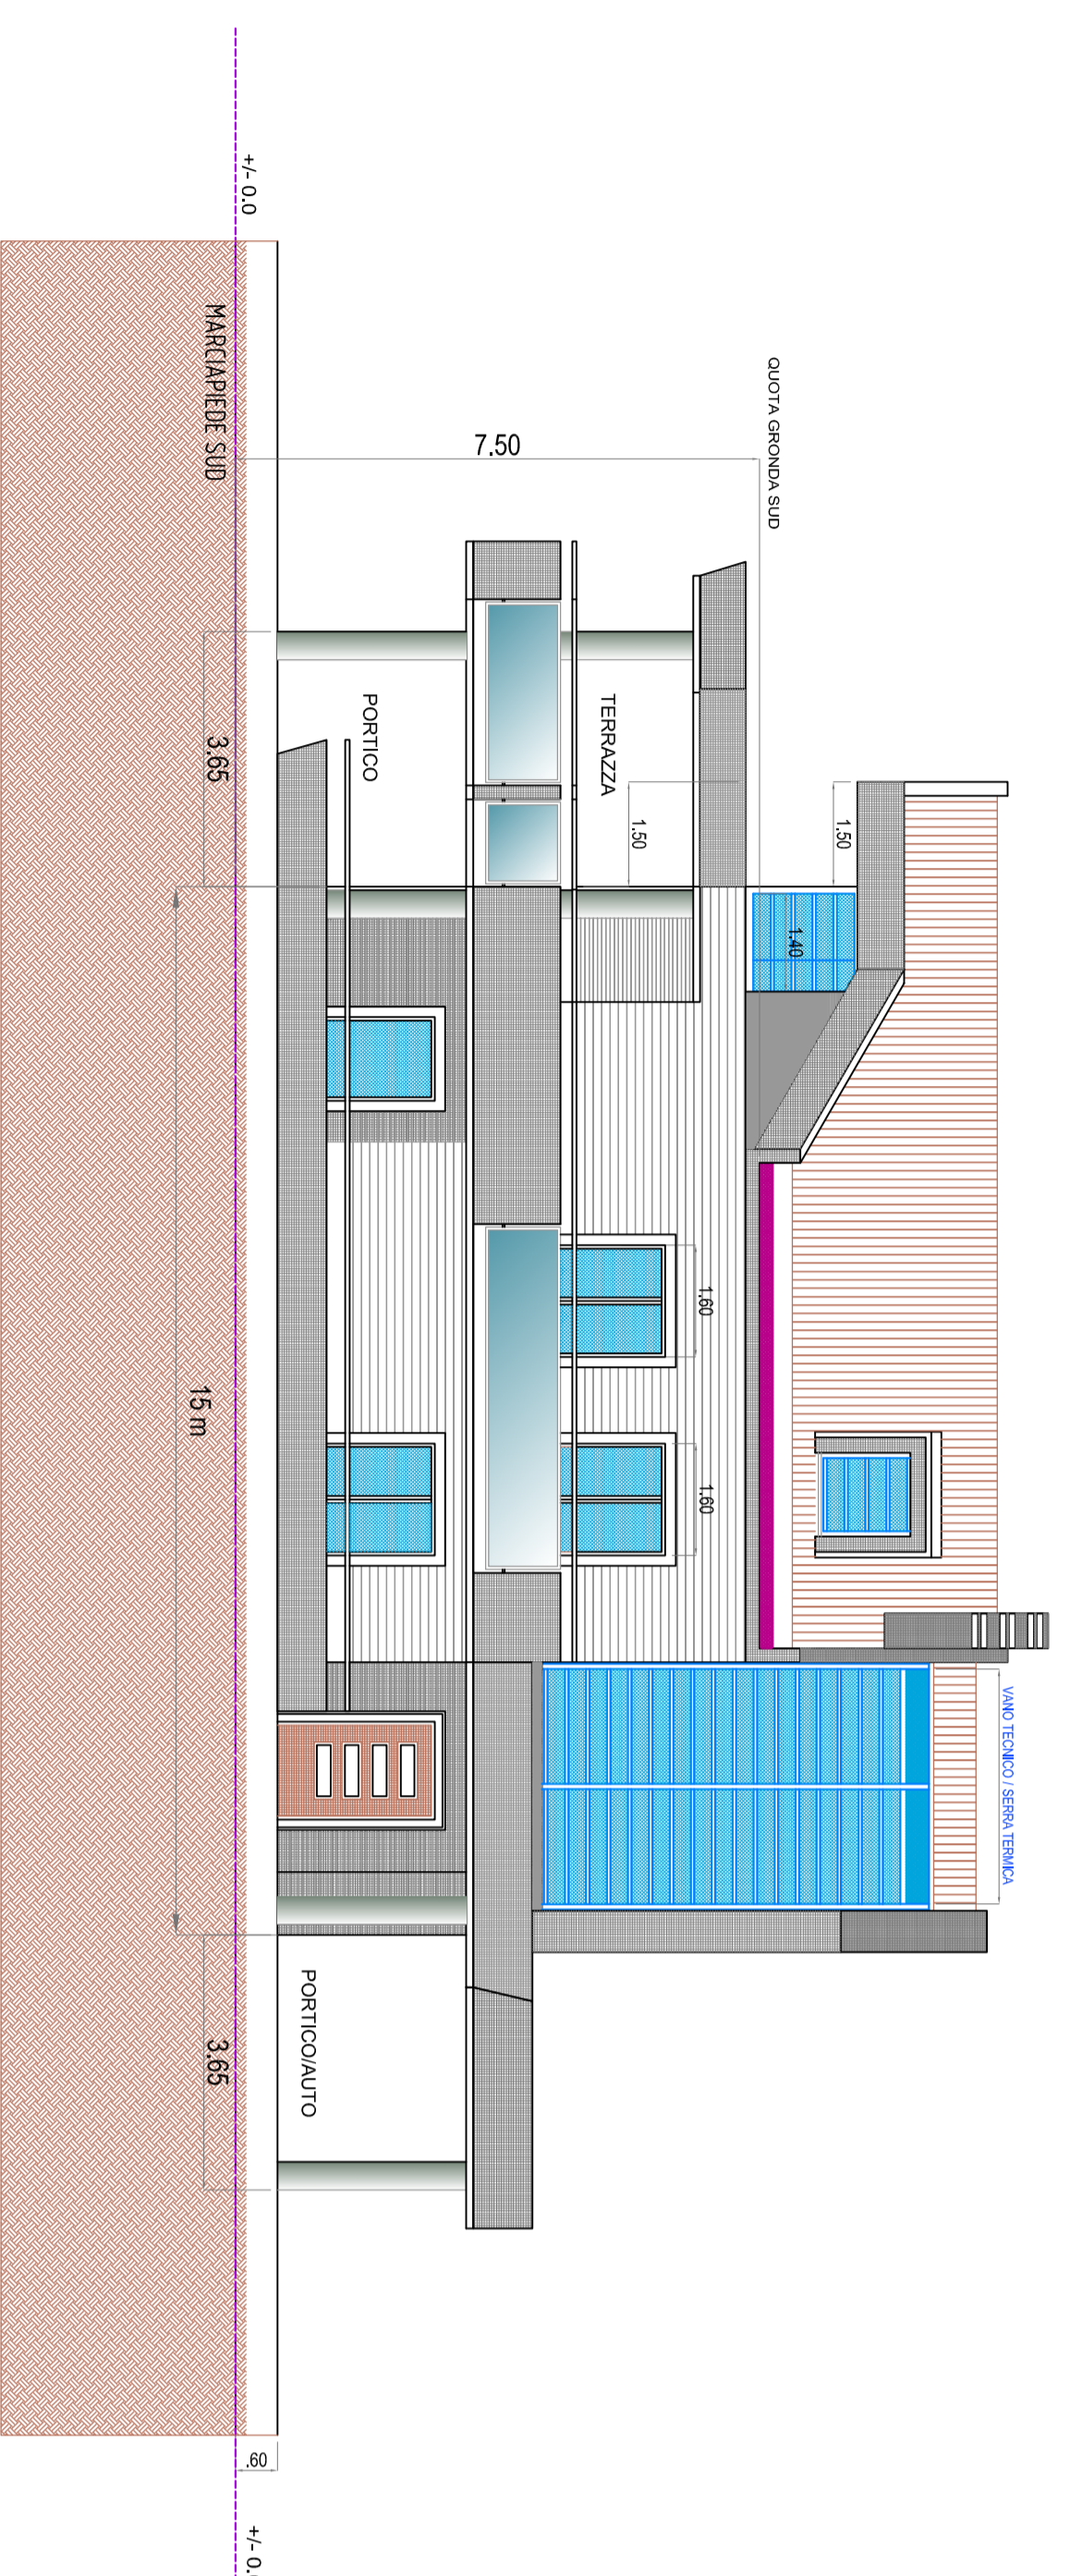 VANO TECNICO / SERRA TERMICA
QUOTA GRONDA SUD
1.50
1.40
7.50
TERRAZZA
1.50
1.60
1.60
PORTICO
PORTICO/AUTO
+/- 0.0
+/- 0.
.60
MARCIAPIEDE SUD
3.65
15 m
3.65